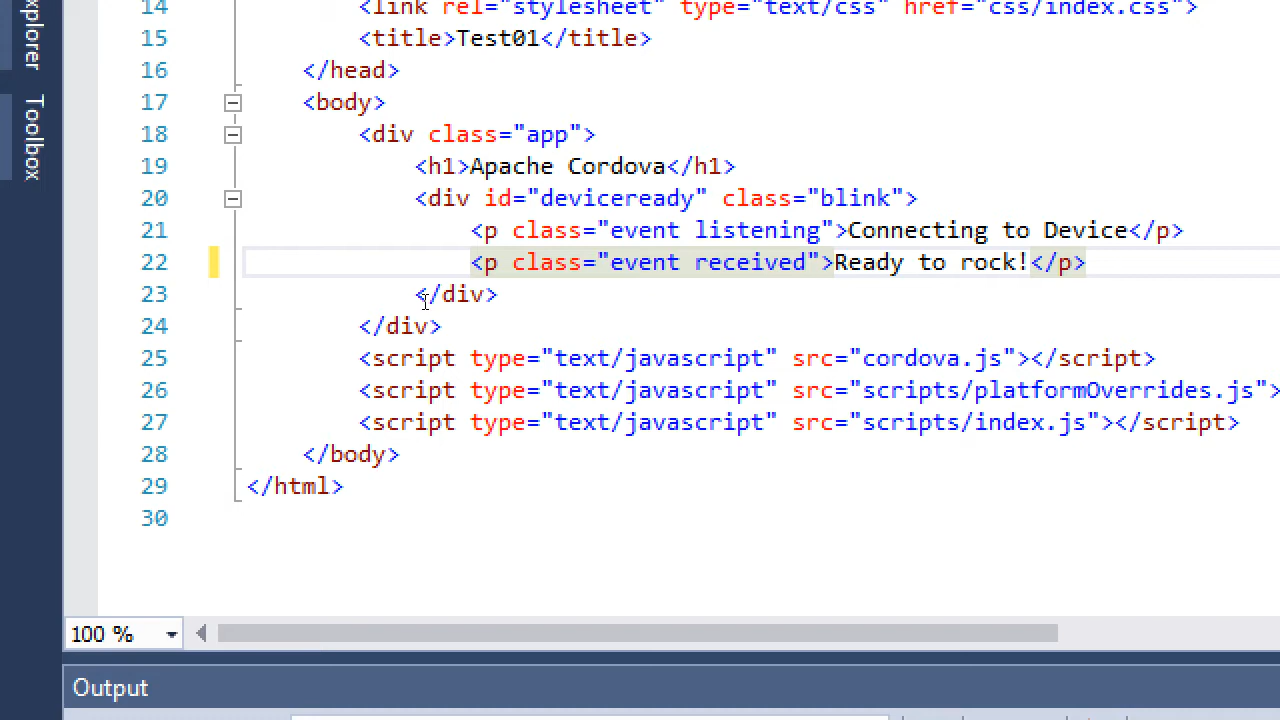 xplorer
Toolbox
14 <link rel="stylesheet" type="text/css" href="css/index.css">
15 <title>Test01</title>
16 </head>
17 <body>
18 <div class="app">
19 <h1>Apache Cordova</h1>
20 <div id="deviceready" class="blink">
21 <p class="event listening">Connecting to Device</p>
22 <p class="event received">Ready to rock!</p>
23 </div>
24 </div>
25 <script type="text/javascript" src="cordova.js"></script>
26 <script type="text/javascript" src="scripts/platformOverrides.js">
27 <script type="text/javascript" src="scripts/index.js"></script>
28 </body>
29 </html>
30
100 %
Output